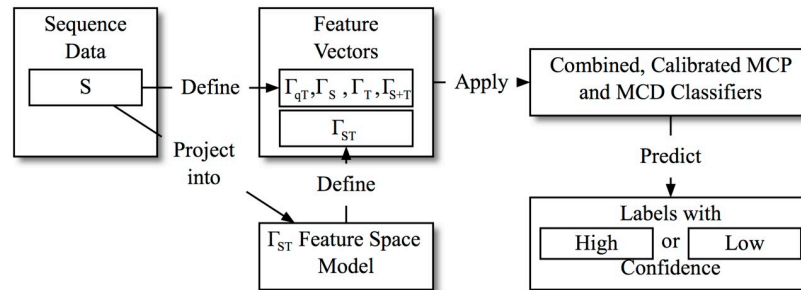 Sequence
Data
S
Define
Project
into
Feature
Vectors
Γ_qT,Γ_S ,Γ_T,Γ_S+T
Γ_ST
Define
Γ_ST Feature Space
Model
Apply
Combined, Calibrated MCP
and MCD Classifiers
Predict
Labels with
High or Low
Confidence